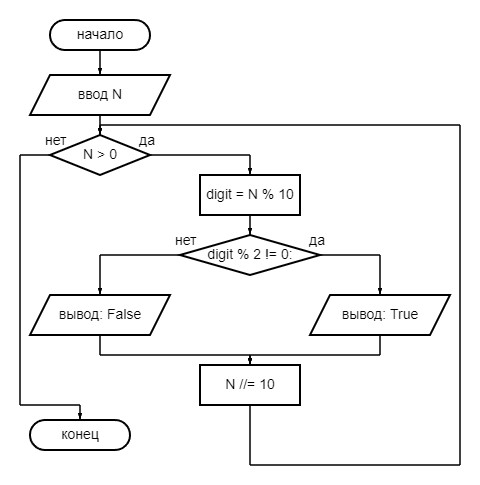 начало
ввод N
нет
да
N > 0
digit = N % 10
нет
да
digit % 2 != 0:
вывод: False
вывод: True
N //= 10
конец